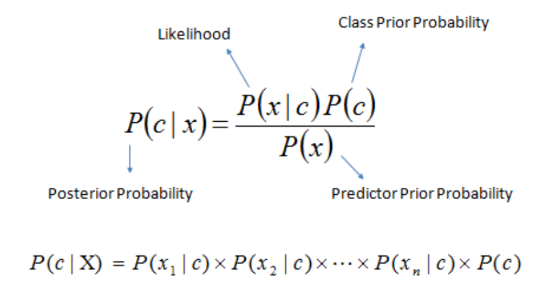 Class Prior Probability
Likelihood
P(c | x) = P(x | c)P(c) / P(x)
Posterior Probability
Predictor Prior Probability
P(c | X) = P(x₁ | c) × P(x₂ | c) × ··· × P(xₙ | c) × P(c)